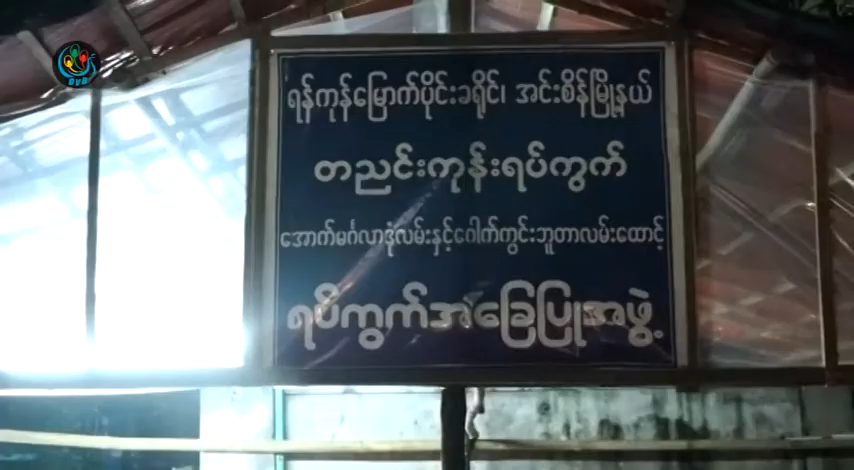 DVB
ရန်ကုန်မြောက်ပိုင်းခရိုင်၊ အင်းစိန်မြို့နယ်
တညင်းကုန်းရပ်ကွက်
အောက်မင်္ဂလာဒုံလမ်းနှင့်ဂေါက်ကွင်းဘူတာလမ်းထောင့်
ရပ်ကွက်အခြေပြုအဖွဲ့